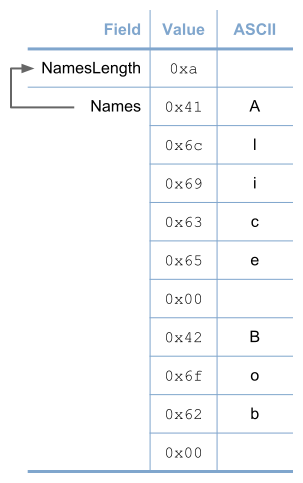 Field Value ASCII
NamesLength 0xa
Names 0x41 A
0x6c l
0x69 i
0x63 c
0x65 e
0x00
0x42 B
0x6f o
0x62 b
0x00